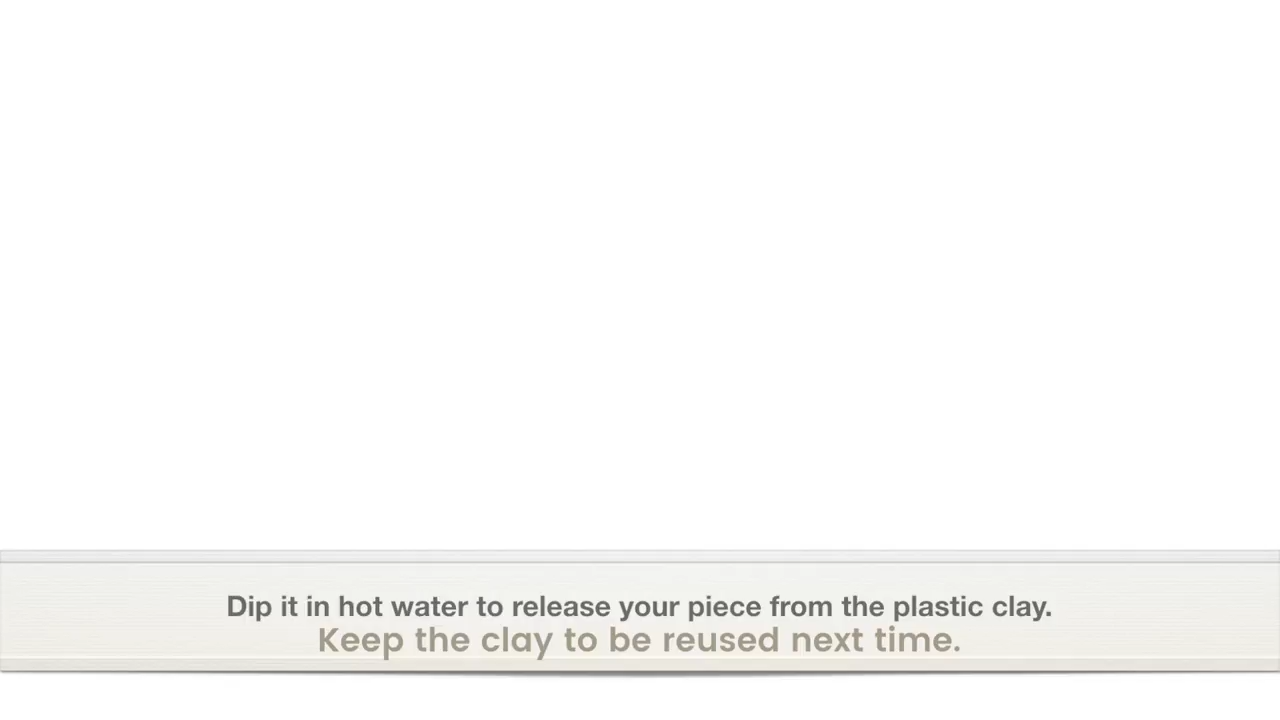 Dip it in hot water to release your piece from the plastic clay.
Keep the clay to be reused next time.